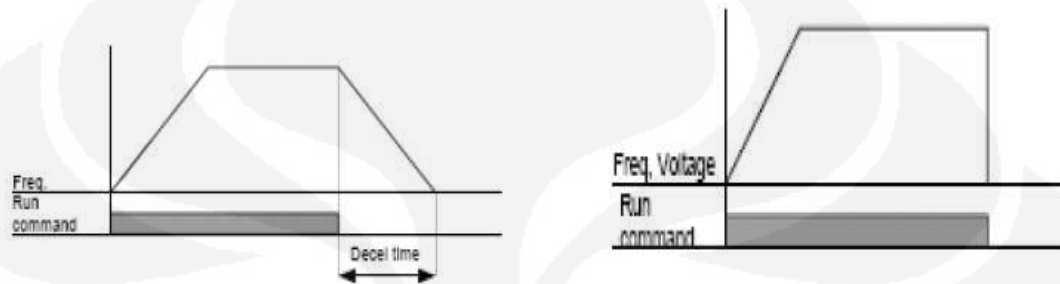 Freq.
Run
command
Decel time
Freq, Voltage
Run
command